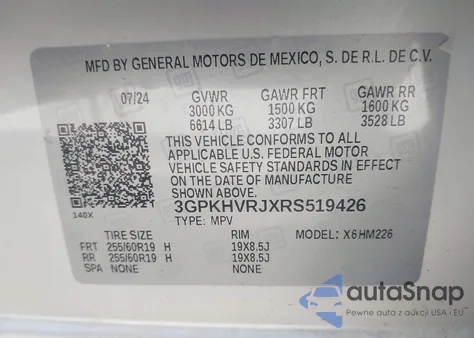 MFD BY GENERAL MOTORS DE MEXICO, S. DE R.L. DE C.V.
07/24 GVWR GAWR FRT GAWR RR
3000 KG 1500 KG 1600 KG
6614 LB 3307 LB 3528 LB
THIS VEHICLE CONFORMS TO ALL
APPLICABLE U.S. FEDERAL MOTOR
VEHICLE SAFETY STANDARDS IN
EFFECT ON THE DATE OF
MANUFACTURE SHOWN ABOVE.
3GPKHVRJXRS519426
140X
TYPE: MPV
TIRE SIZE RIM MODEL: X6HM226
FRT 255/60R19 H 19X8.5J
RR 255/60R19 H 19X8.5J
SPA NONE NONE
autoSnap
Pewne auta z aukcji USA i EU